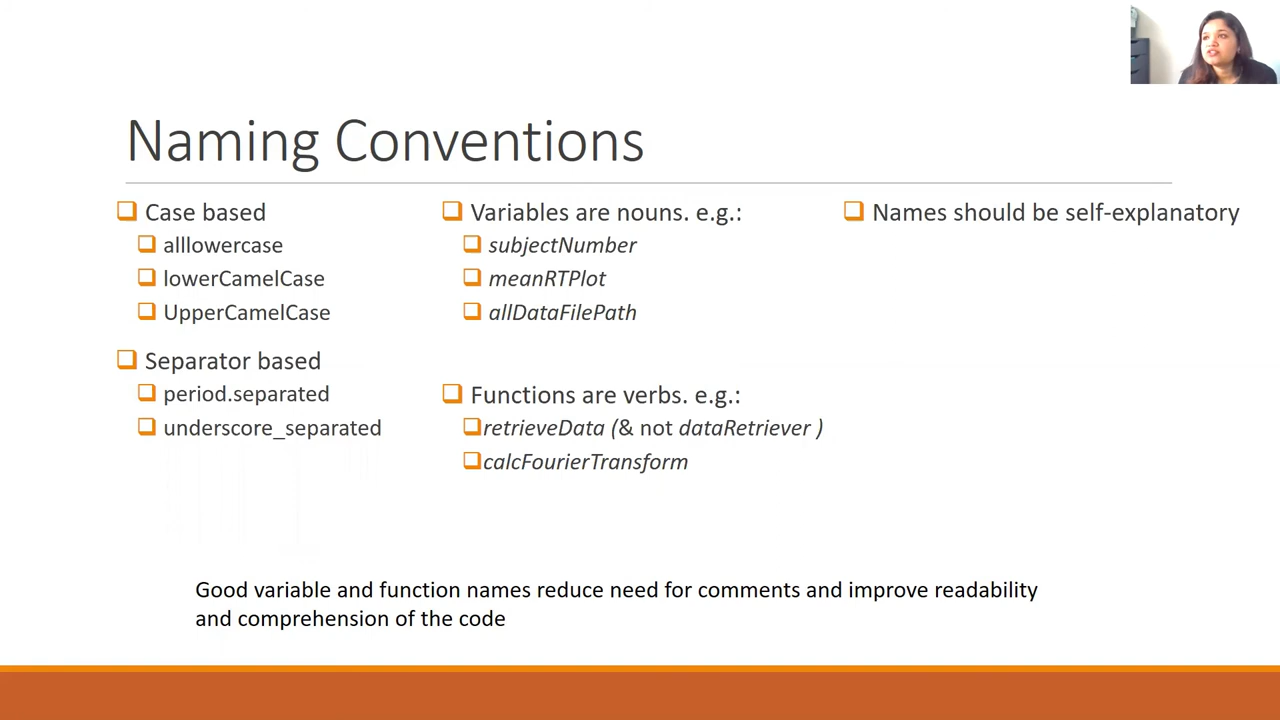 Naming Conventions
Case based
alllowercase
lowerCamelCase
UpperCamelCase
Separator based
period.separated
underscore_separated
Variables are nouns. e.g.:
subjectNumber
meanRTPlot
allDataFilePath
Functions are verbs. e.g.:
retrieveData (& not dataRetriever )
calcFourierTransform
Names should be self-explanatory
Good variable and function names reduce need for comments and improve readability
and comprehension of the code